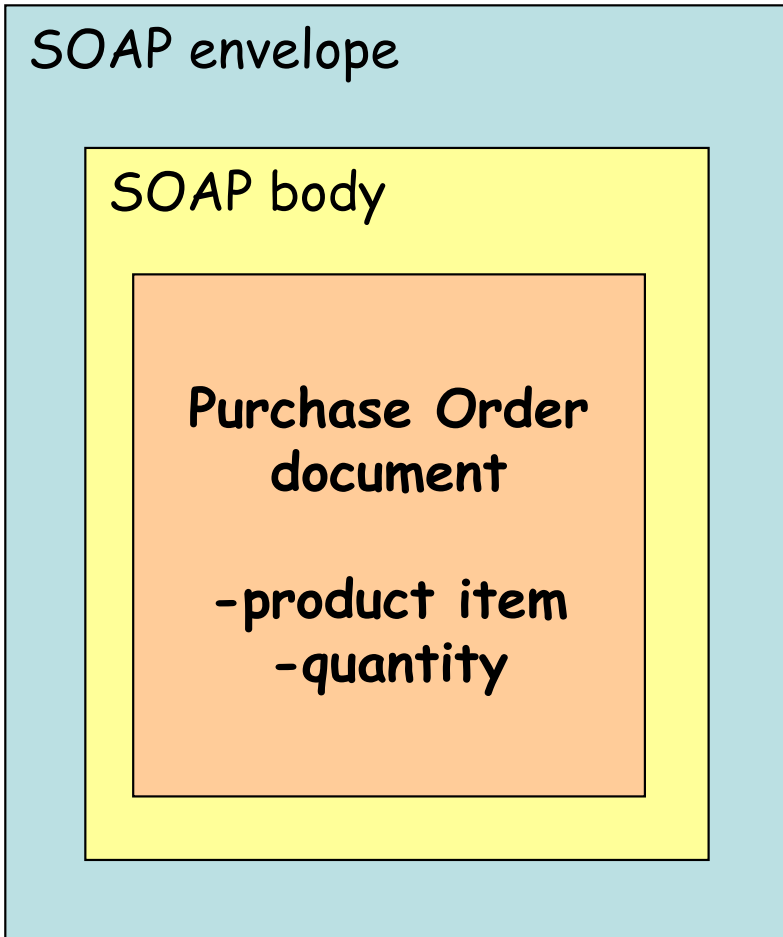 SOAP envelope
SOAP body
Purchase Order
document
-product item
-quantity